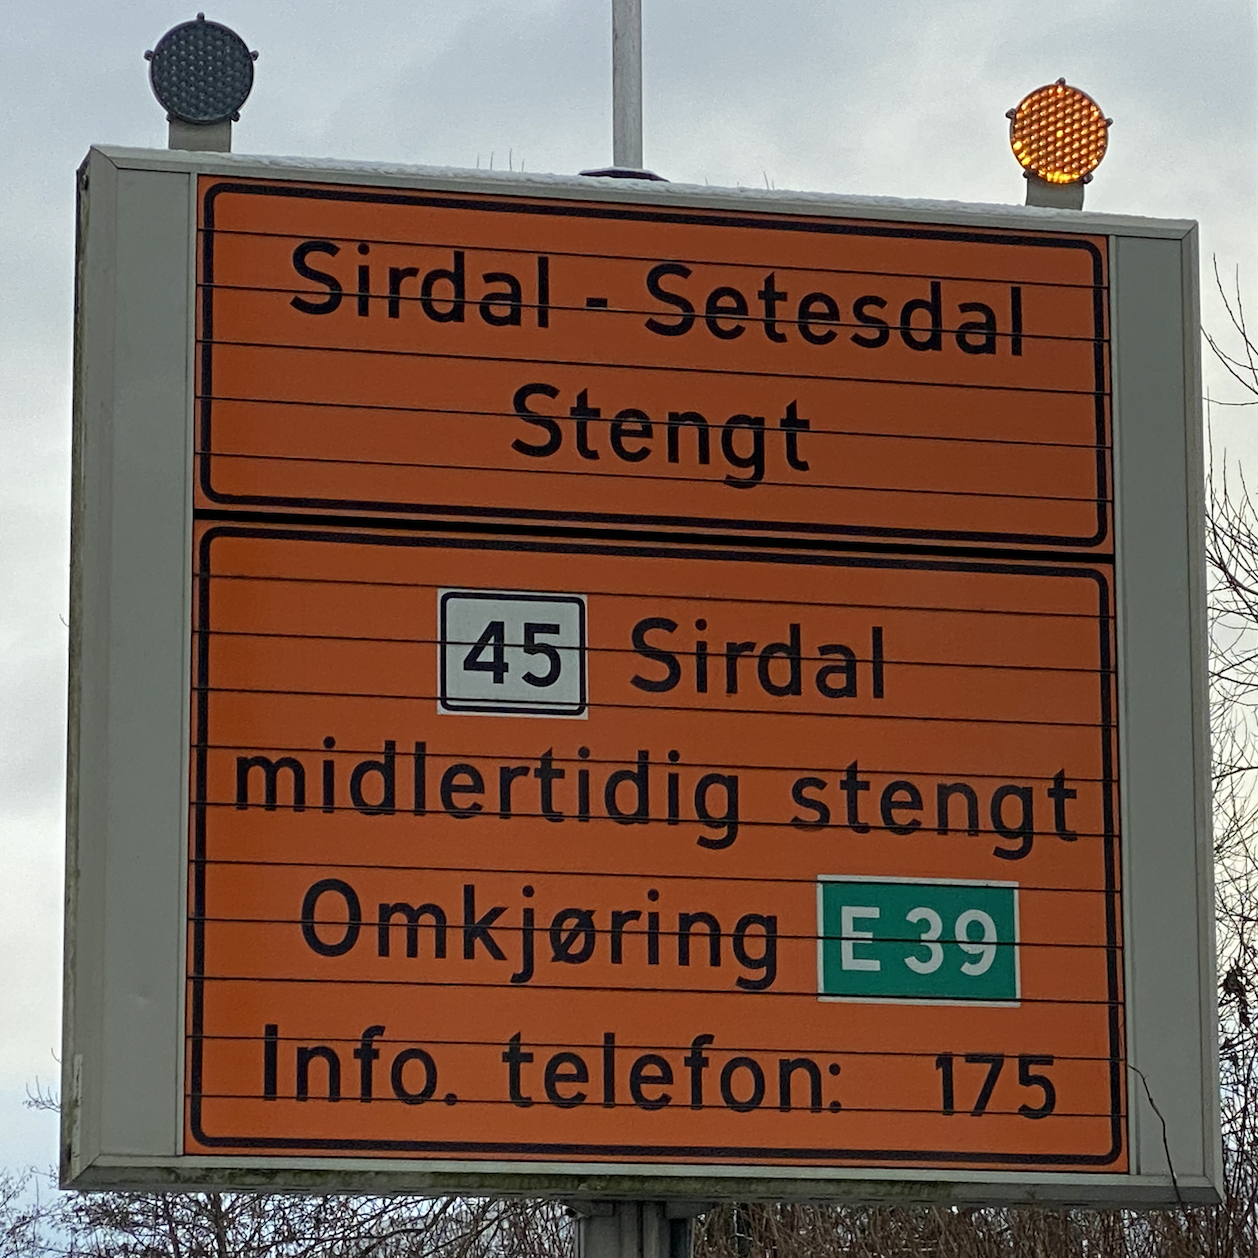 Sirdal - Setesdal
Stengt
45 Sirdal
midlertidig stengt
Omkjøring E 39
Info. telefon: 175